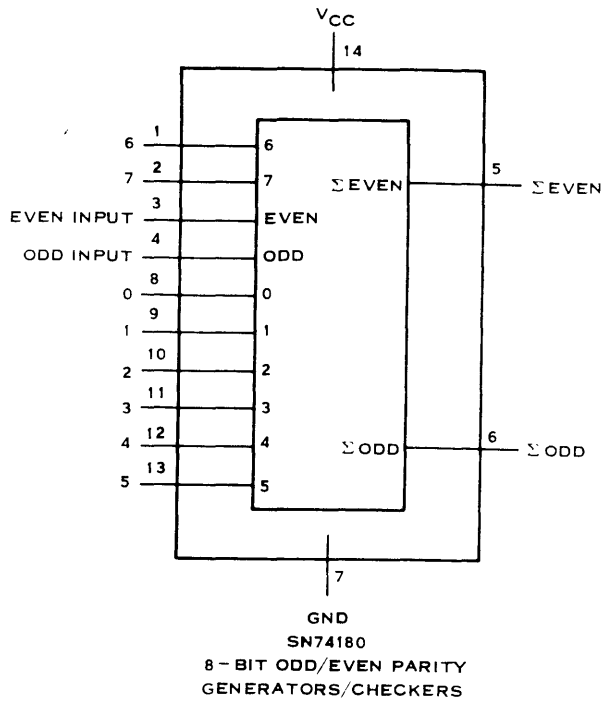 VCC
14
6 1 6
7 2 7
EVEN INPUT 3 EVEN
ODD INPUT 4 ODD
0 8 0
1 9 1
2 10 2
3 11 3
4 12 4
5 13 5
ΣEVEN 5 ΣEVEN
ΣODD 6 ΣODD
7
GND
SN74180
8-BIT ODD/EVEN PARITY
GENERATORS/CHECKERS